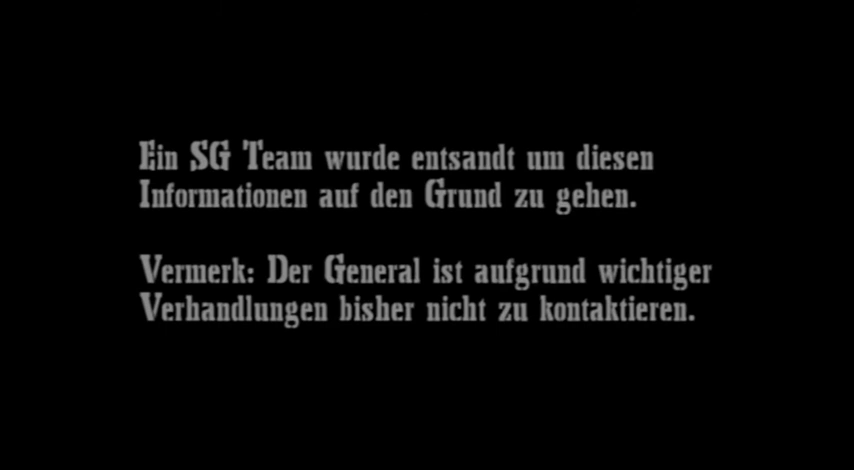 Ein SG Team wurde entsandt um diesen
Informationen auf den Grund zu gehen.
Vermerk: Der General ist aufgrund wichtiger
Verhandlungen bisher nicht zu kontaktieren.